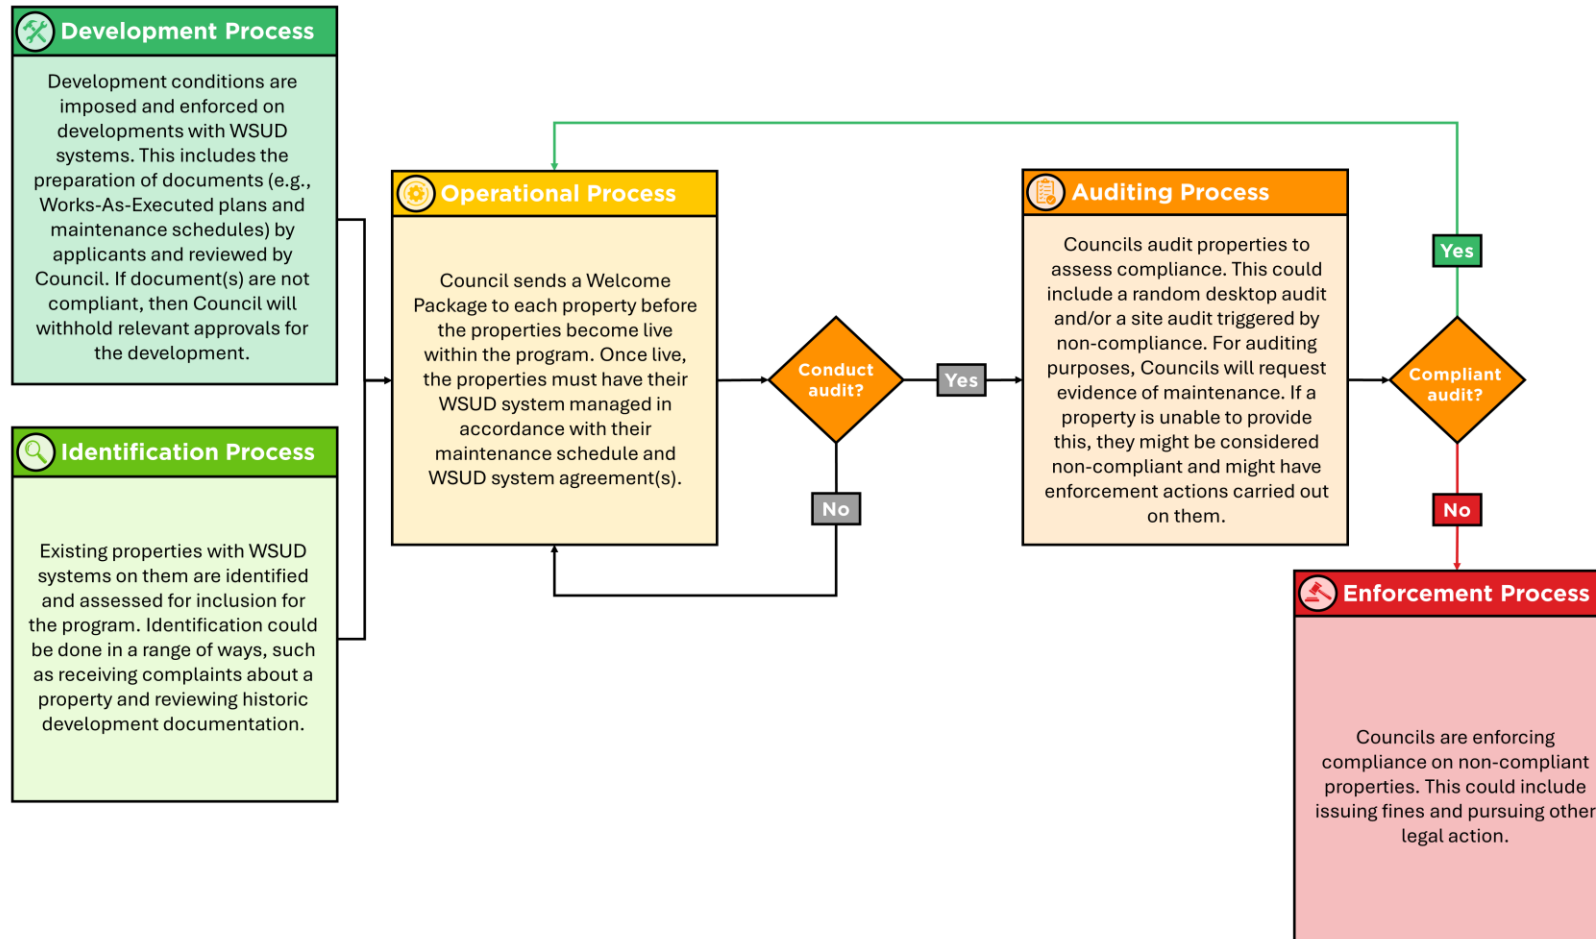 Development Process
Development conditions are
imposed and enforced on
developments with WSUD
systems. This includes the
preparation of documents (e.g.,
Works-As-Executed plans and
maintenance schedules) by
applicants and reviewed by
Council. If document(s) are not
compliant, then Council will
withhold relevant approvals for
the development.
Identification Process
Existing properties with WSUD
systems on them are identified
and assessed for inclusion for
the program. Identification could
be done in a range of ways, such
as receiving complaints about a
property and reviewing historic
development documentation.
Operational Process
Council sends a Welcome
Package to each property before
the properties become live
within the program. Once live,
the properties must have their
WSUD system managed in
accordance with their
maintenance schedule and
WSUD system agreement(s).
Conduct
audit?
Yes
No
Auditing Process
Councils audit properties to
assess compliance. This could
include a random desktop audit
and/or a site audit triggered by
non-compliance. For auditing
purposes, Councils will request
evidence of maintenance. If a
property is unable to provide
this, they might be considered
non-compliant and might have
enforcement actions carried out
on them.
Compliant
audit?
Yes
No
Enforcement Process
Councils are enforcing
compliance on non-compliant
properties. This could include
issuing fines and pursuing other
legal action.